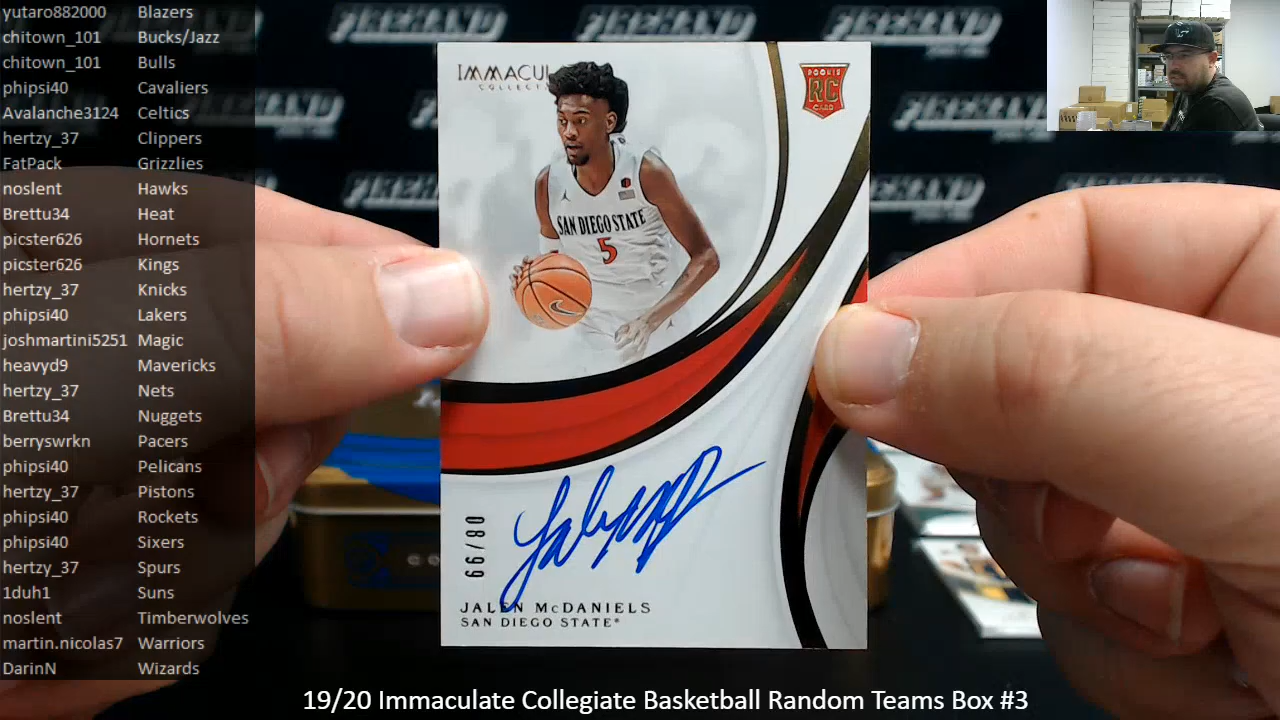 yutaro882000 Blazers
chitown_101 Bucks/Jazz
chitown_101 Bulls
phipsi40 Cavaliers
Avalanche3124 Celtics
hertzy_37 Clippers
FatPack Grizzlies
noslent Hawks
Brettu34 Heat
picster626 Hornets
picster626 Kings
hertzy_37 Knicks
phipsi40 Lakers
joshmartini5251 Magic
heavyd9 Mavericks
hertzy_37 Nets
Brettu34 Nuggets
berryswrkn Pacers
phipsi40 Pelicans
hertzy_37 Pistons
phipsi40 Rockets
phipsi40 Sixers
hertzy_37 Spurs
1duh1 Suns
noslent Timberwolves
martin.nicolas7 Warriors
DarinN Wizards
FIREHAND
IMMACUL
COLLECT
ROOKIE
RC
CARD
SAN DIEGO STATE
5
08/99
JALEN McDANIELS
SAN DIEGO STATE®
19/20 Immaculate Collegiate Basketball Random Teams Box #3